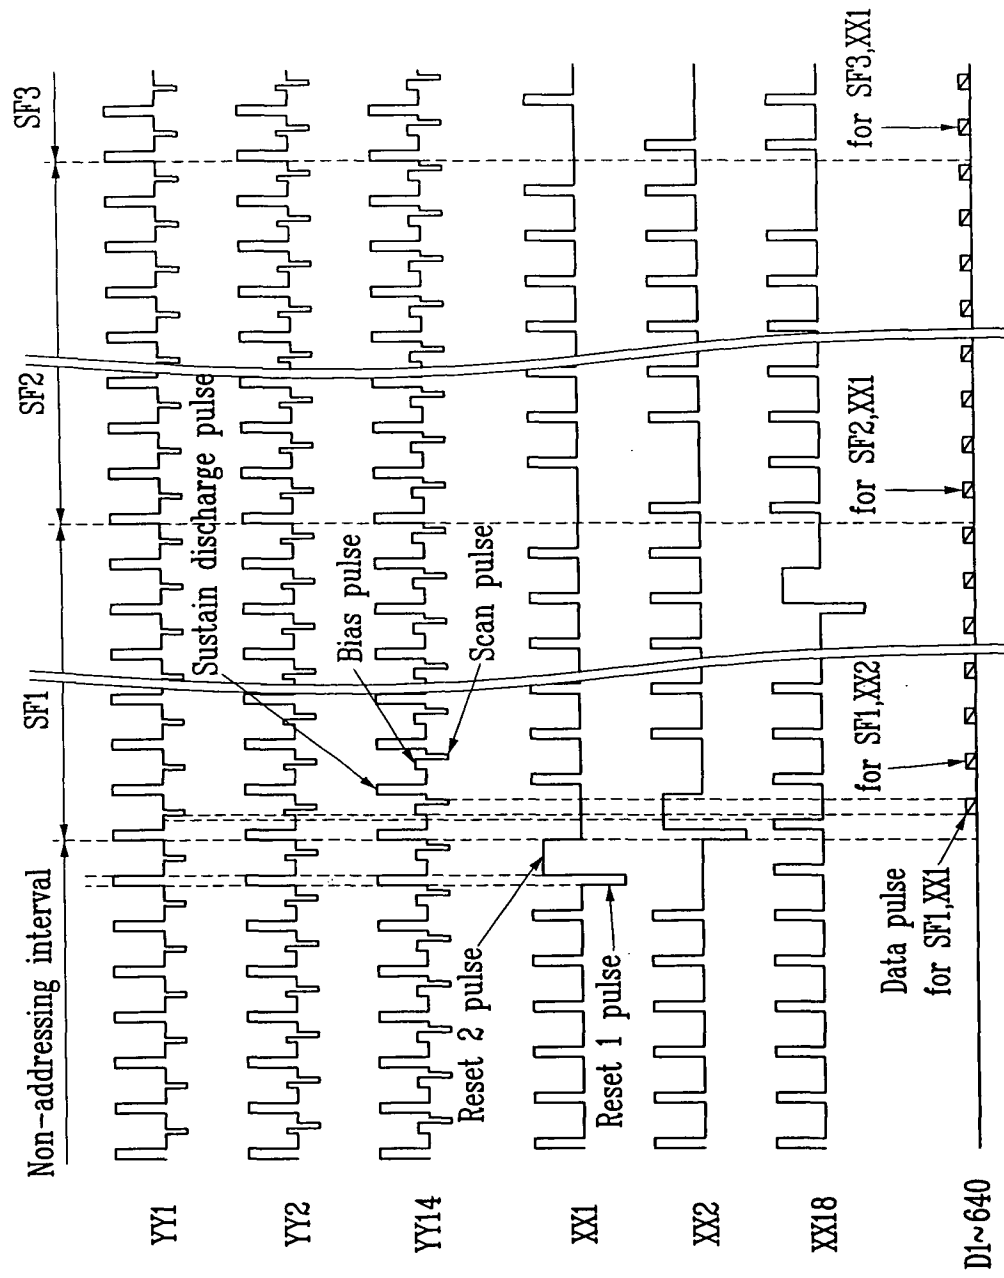 Non-addressing interval
SF1
SF2
SF3
YY1
YY2
Sustain discharge pulse
YY14
Bias pulse
Scan pulse
Reset 2 pulse
XX1
Reset 1 pulse
XX2
XX18
Data pulse
for SF1,XX1
for SF1,XX2
for SF2,XX1
for SF3,XX1
D1~640